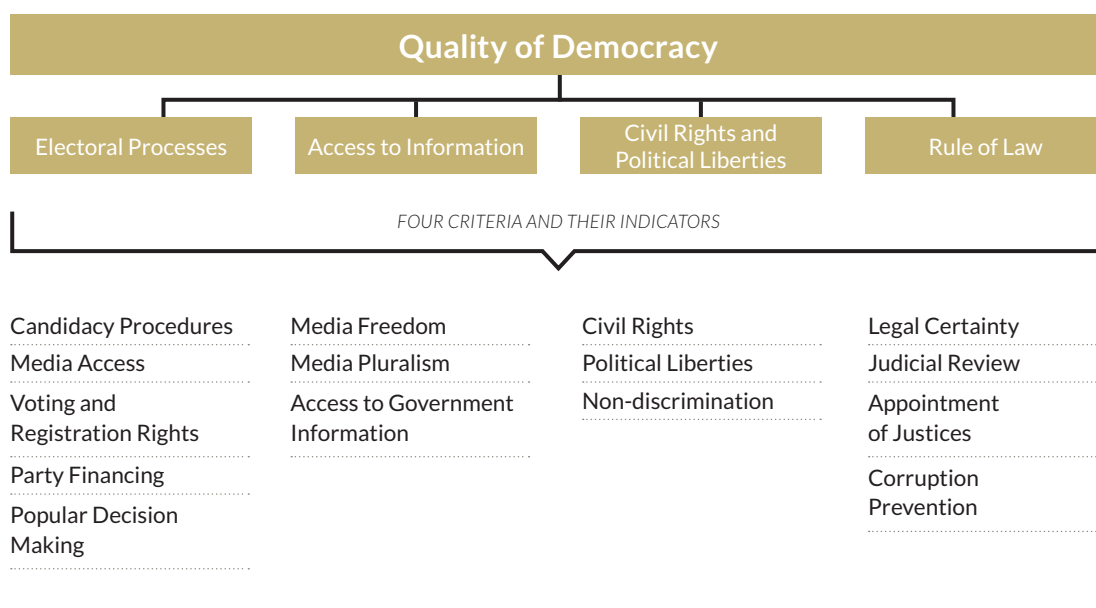 Quality of Democracy
Electoral Processes
Access to Information
Civil Rights and
Political Liberties
Rule of Law
FOUR CRITERIA AND THEIR INDICATORS
Candidacy Procedures
Media Access
Voting and
Registration Rights
Party Financing
Popular Decision
Making
Media Freedom
Media Pluralism
Access to Government
Information
Civil Rights
Political Liberties
Non-discrimination
Legal Certainty
Judicial Review
Appointment
of Justices
Corruption
Prevention